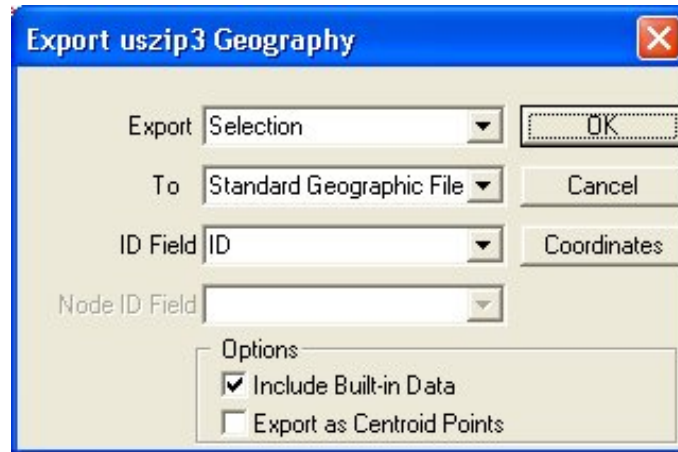 Export uszip3 Geography
Export Selection OK
To Standard Geographic File Cancel
ID Field ID Coordinates
Node ID Field
Options
Include Built-in Data
Export as Centroid Points